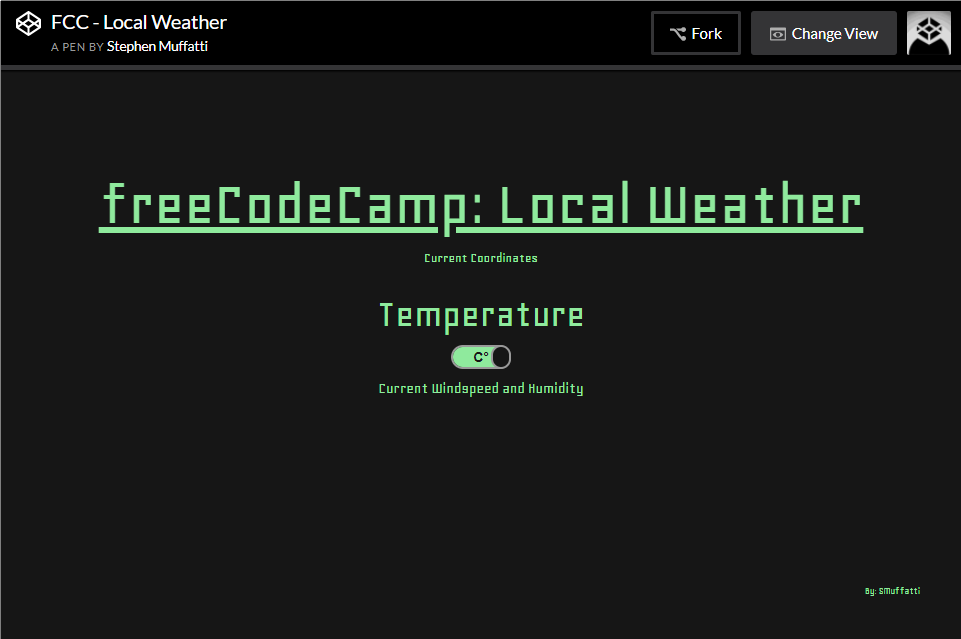 FCC - Local Weather
A PEN BY Stephen Muffatti
Fork
Change View
freeCodeCamp: Local Weather
Current Coordinates
Temperature
C°
Current Windspeed and Humidity
By: SMuffatti